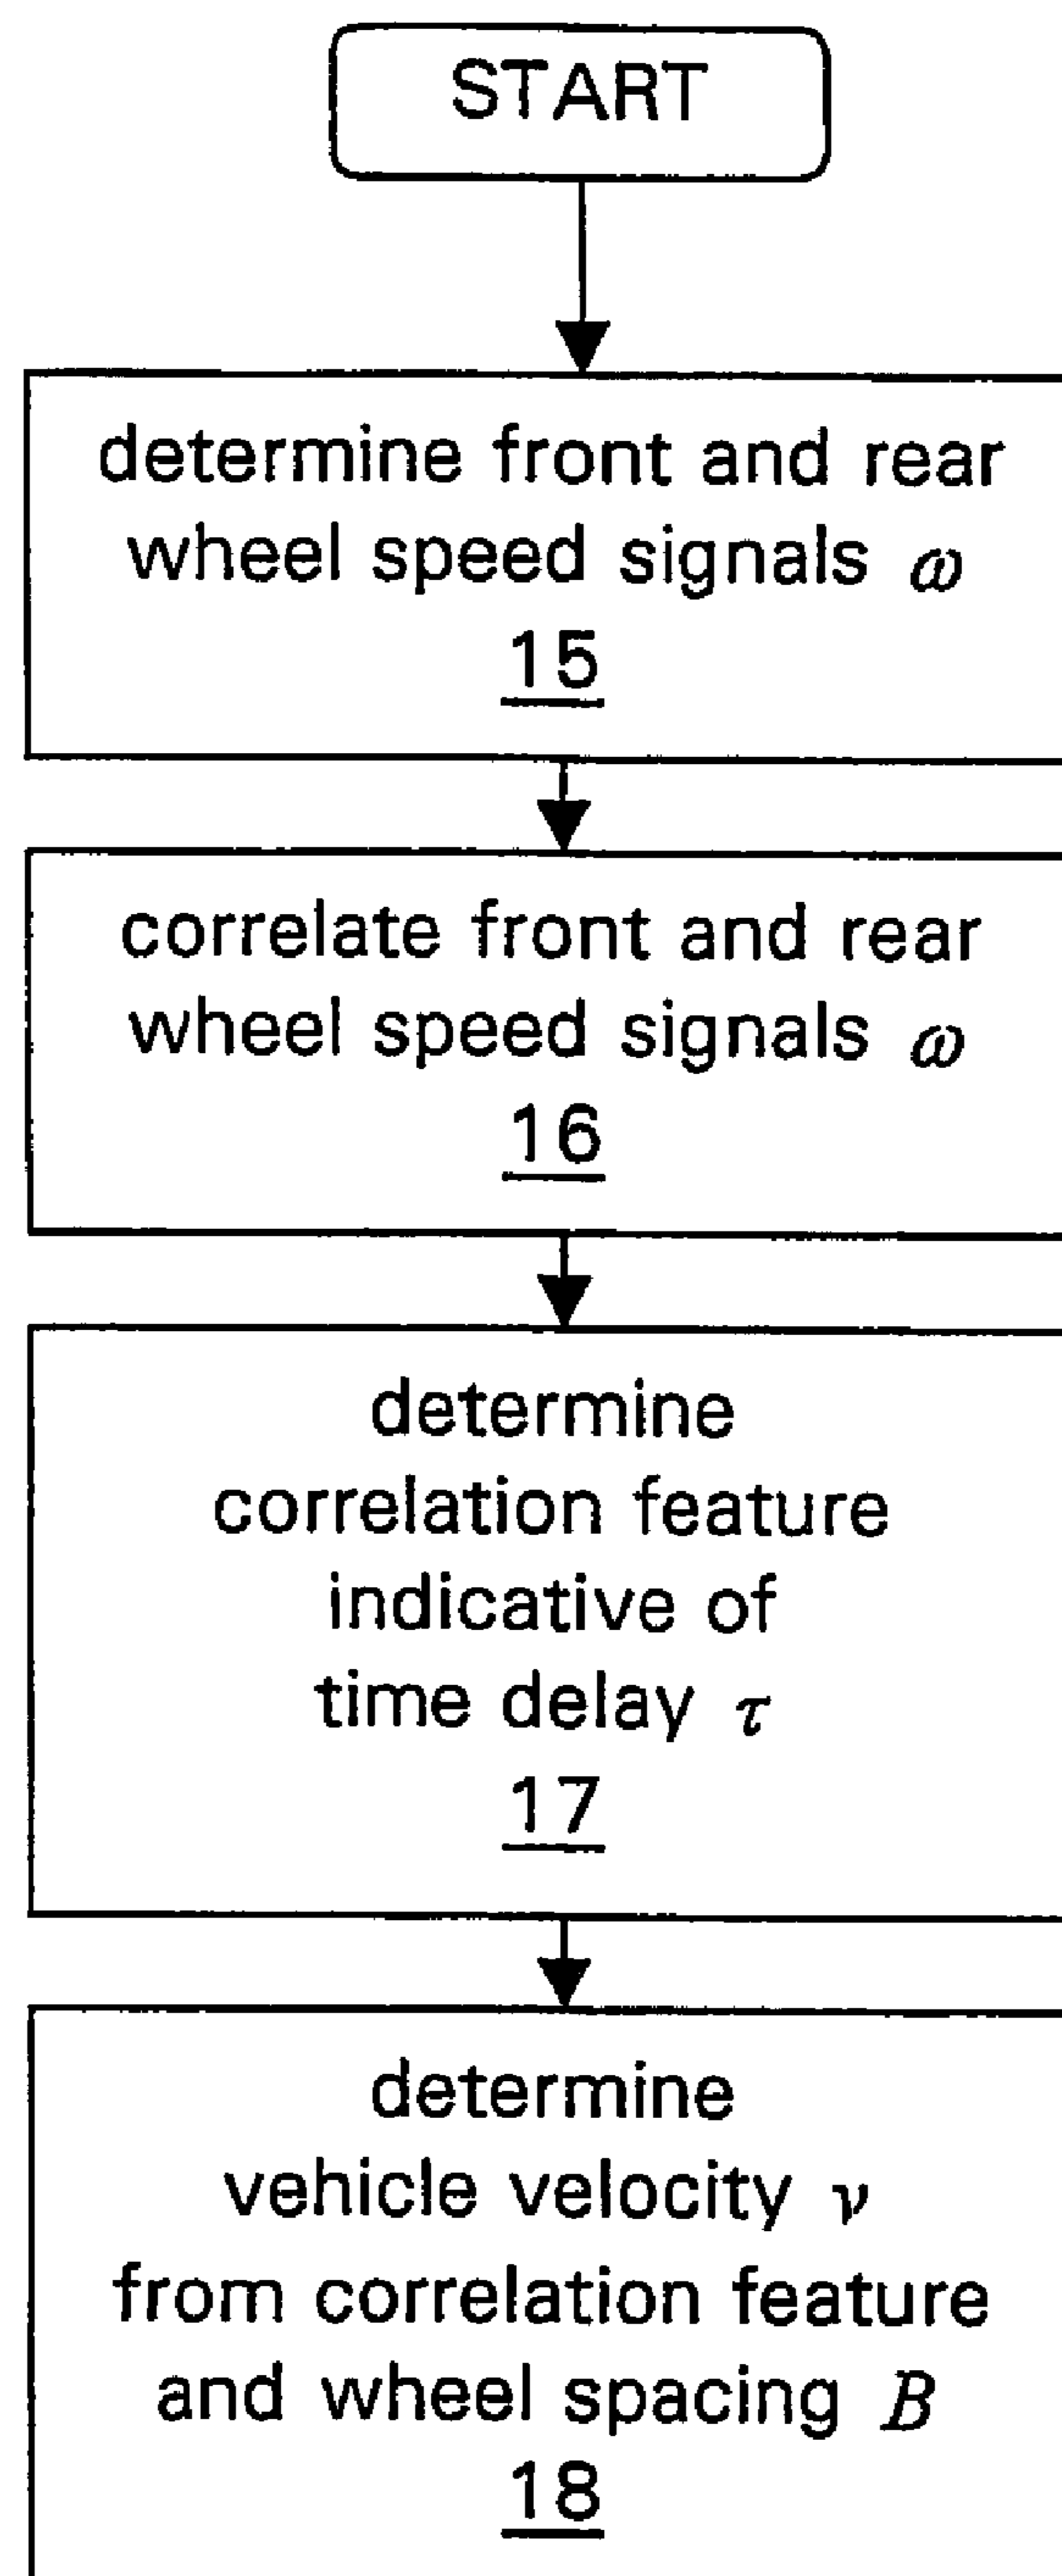 START
determine front and rear
wheel speed signals ω
15
correlate front and rear
wheel speed signals ω
16
determine
correlation feature
indicative of
time delay τ
17
determine
vehicle velocity v
from correlation feature
and wheel spacing B
18